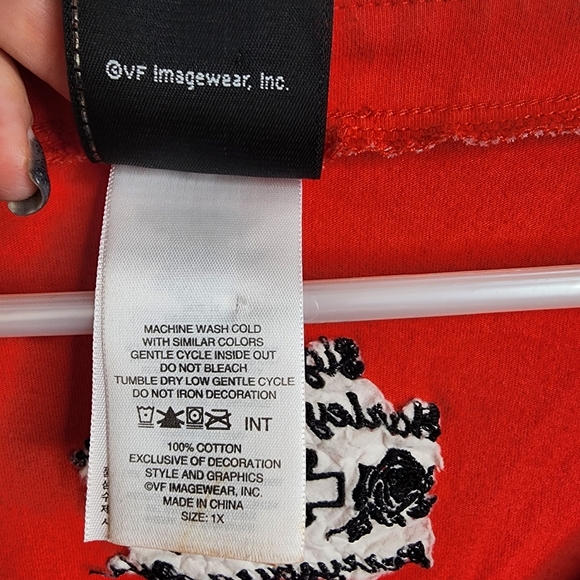 ©VF Imagewear, Inc.
MACHINE WASH COLD
WITH SIMILAR COLORS
GENTLE CYCLE INSIDE OUT
DO NOT BLEACH
TUMBLE DRY LOW GENTLE CYCLE
DO NOT IRON DECORATION
INT
100% COTTON
EXCLUSIVE OF DECORATION
STYLE AND GRAPHICS
©VF IMAGEWEAR, INC.
MADE IN CHINA
SIZE: 1X
Harley